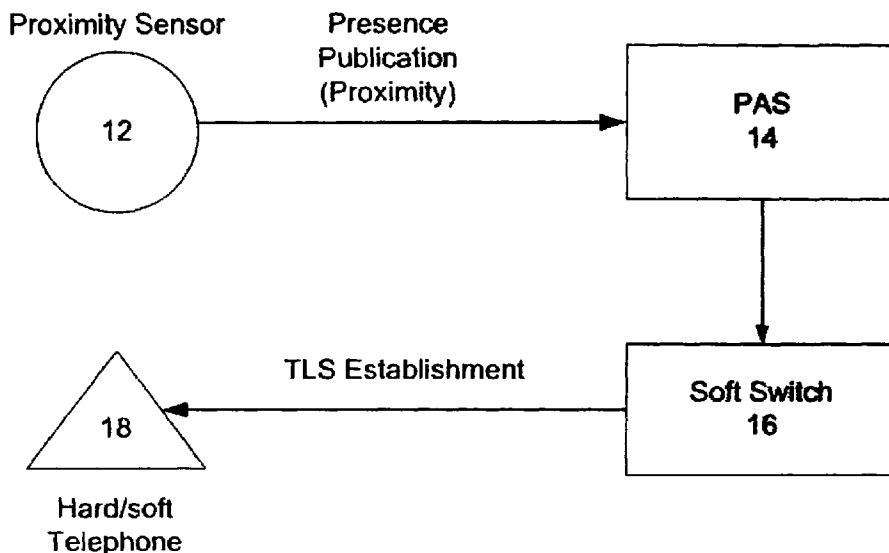 Proximity Sensor
Presence
Publication
(Proximity)
12
PAS
14
TLS Establishment
Soft Switch
16
18
Hard/soft
Telephone